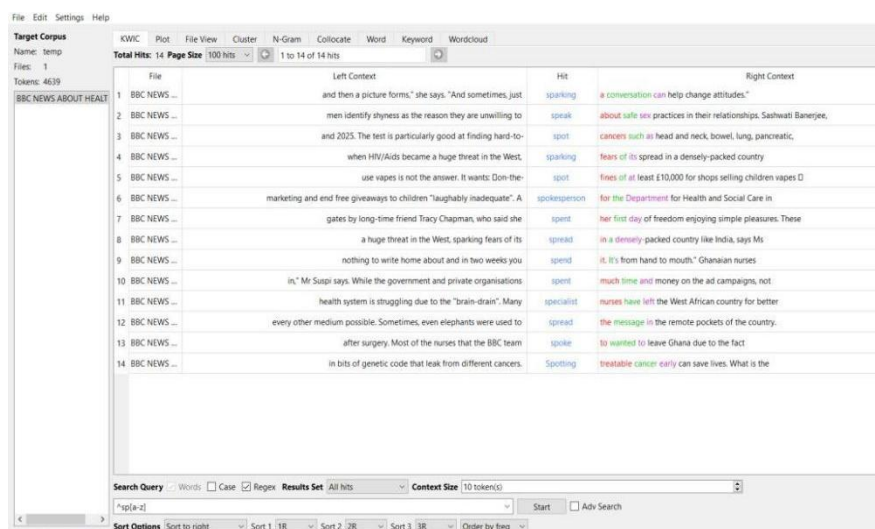 File Edit Settings Help
Target Corpus
Name: temp
Files: 1
Tokens: 4639
BBC NEWS ABOUT HEALT
KWIC Plot File View Cluster N-Gram Collocate Word Keyword Wordcloud
Total Hits: 14 Page Size 100 hits 1 to 14 of 14 hits
File Left Context Hit Right Context
1 BBC NEWS ... and then a picture forms," she says. "And sometimes, just sparking a conversation can help change attitudes."
2 BBC NEWS ... men identify shyness as the reason they are unwilling to speak about safe sex practices in their relationships. Sashwati Banerjee,
3 BBC NEWS ... and 2025. The test is particularly good at finding hard-to- spot cancers such as head and neck, bowel, lung, pancreatic,
4 BBC NEWS ... when HIV/Aids became a huge threat in the West, sparking fears of its spread in a densely-packed country
5 BBC NEWS ... use vapes is not the answer. It wants: On-the- spot fines of at least £10,000 for shops selling children vapes
6 BBC NEWS ... marketing and end free giveaways to children "laughably inadequate". A spokesperson for the Department for Health and Social Care in
7 BBC NEWS ... gates by long-time friend Tracy Chapman, who said she spent her first day of freedom enjoying simple pleasures. These
8 BBC NEWS ... a huge threat in the West, sparking fears of its spread in a densely-packed country like India, says Ms
9 BBC NEWS ... nothing to write home about and in two weeks you spend it. It's from hand to mouth." Ghanaian nurses
10 BBC NEWS ... in," Mr Suspi says. While the government and private organisations spent much time and money on the ad campaigns, not
11 BBC NEWS ... health system is struggling due to the "brain-drain". Many specialist nurses have left the West African country for better
12 BBC NEWS ... every other medium possible. Sometimes, even elephants were used to spread the message in the remote pockets of the country.
13 BBC NEWS ... after surgery. Most of the nurses that the BBC team spoke to wanted to leave Ghana due to the fact
14 BBC NEWS ... in bits of genetic code that leak from different cancers. Spotting treatable cancer early can save lives. What is the
Search Query Words Case Regex Results Set All hits Context Size 10 token(s)
^sp[a-z] Start Adv Search
Sort Options Sort to right Sort 1 1R Sort 2 2R Sort 3 3R Order by freq